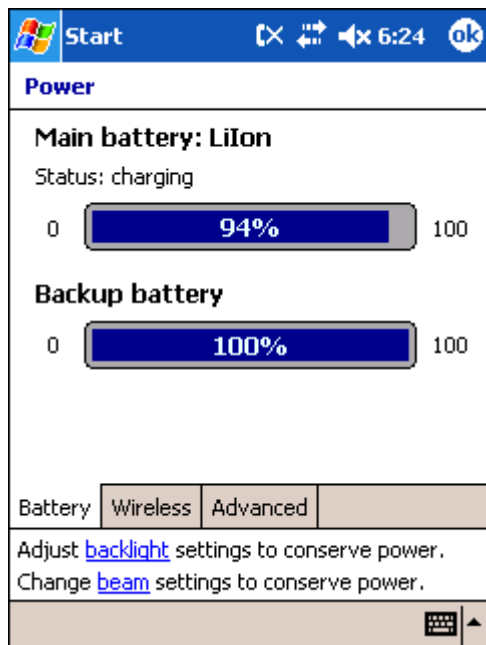 Start 6:24 ok
Power
Main battery: LiIon
Status: charging
0 94% 100
Backup battery
0 100% 100
Battery Wireless Advanced
Adjust backlight settings to conserve power.
Change beam settings to conserve power.